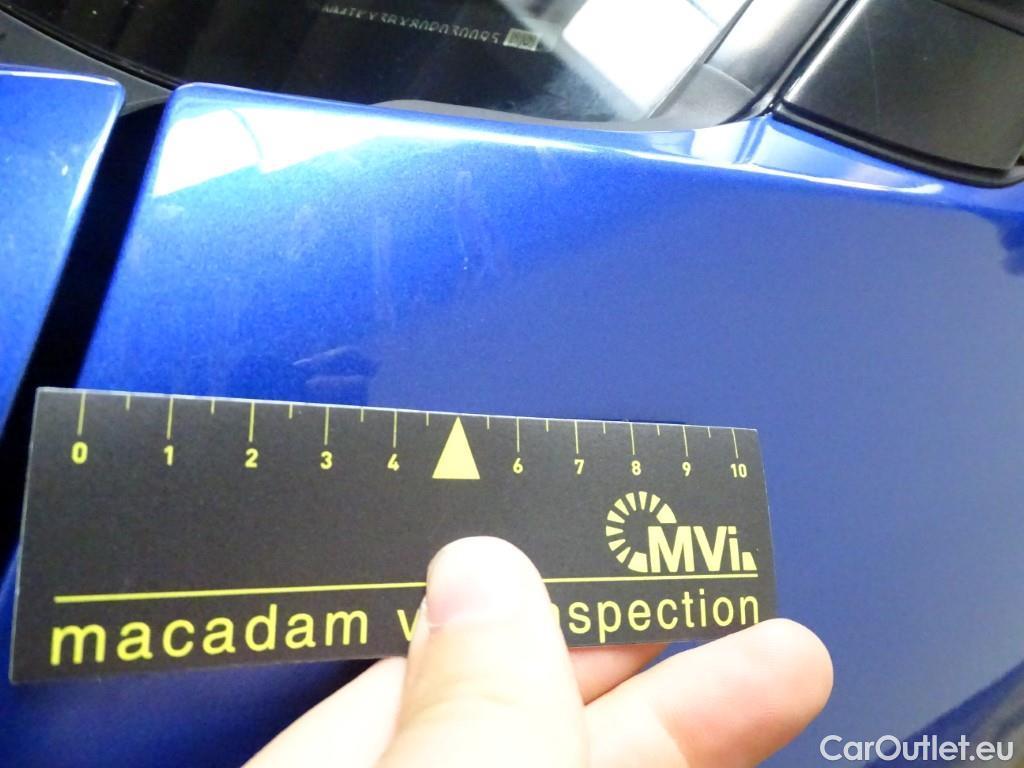 0 1 2 3 4 6 7 8 9 10
MVi
macadam v nspection
CarOutlet.eu